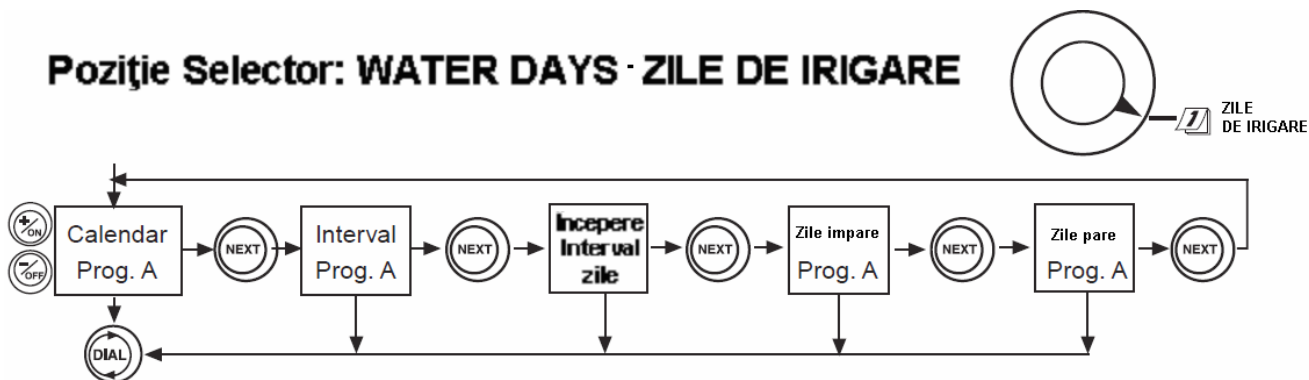 Poziţie Selector: WATER DAYS - ZILE DE IRIGARE
1
ZILE
DE IRIGARE
+/ON
-/OFF
Calendar
Prog. A
NEXT
Interval
Prog. A
NEXT
Incepere
Interval
zile
NEXT
Zile impare
Prog. A
NEXT
Zile pare
Prog. A
NEXT
DIAL